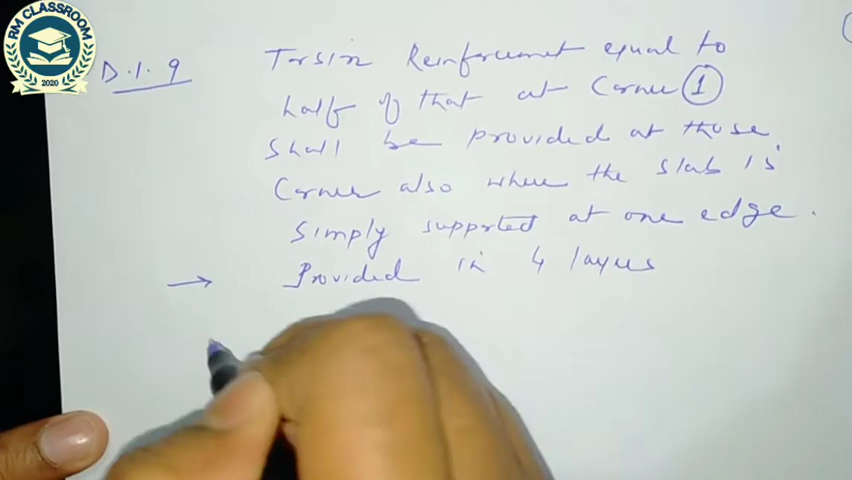 RM CLASSROOM
2020
D.1.9
Torsion Reinforcement equal to
half of that at Corner 1
shall be provided at those
Corner also where the slab is
simply supported at one edge.
→ Provided in 4 layers